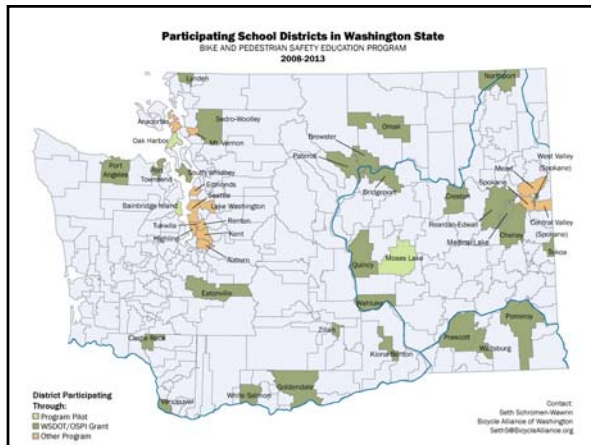 Participating School Districts in Washington State
BIKE AND PEDESTRIAN SAFETY EDUCATION PROGRAM
2008-2013
Lynden
Northport
Anacortes
Sedro-Woolley
Oak Harbor
Mt Vernon
Omak
Brewster
Pateros
Bridgeport
Port
Angeles
Port
Townsend
South Whidbey
Edmonds
Seattle
Bainbridge Island
Lake Washington
Tukwila
Renton
Highline
Kent
Auburn
West Valley
(Spokane)
Mead
Spokane
Creston
Central Valley
(Spokane)
Reardan-Edwall
Medical Lake
Cheney
Tekoa
Quincy
Moses Lake
Eatonville
Wahluke
Pomeroy
Zillah
Prescott
Castle Rock
Kiona-Benton
Waitsburg
Goldendale
White Salmon
Vancouver
District Participating
Through:
Program Pilot
WSDOT/OSPI Grant
Other Program
Contact:
Seth Schromen-Wawrin
Bicycle Alliance of Washington
SethS@BicycleAlliance.org